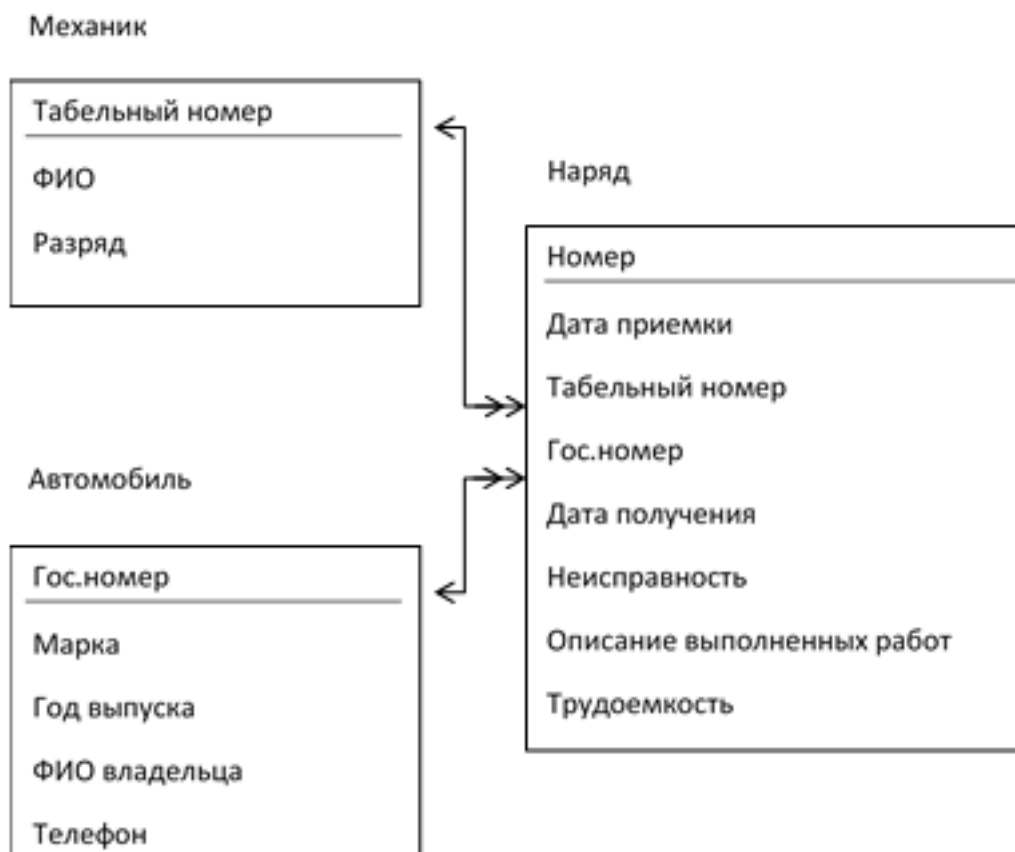 Механик
Табельный номер
ФИО
Разряд
Наряд
Номер
Дата приемки
Табельный номер
Гос.номер
Дата получения
Неисправность
Описание выполненных работ
Трудоемкость
Автомобиль
Гос.номер
Марка
Год выпуска
ФИО владельца
Телефон